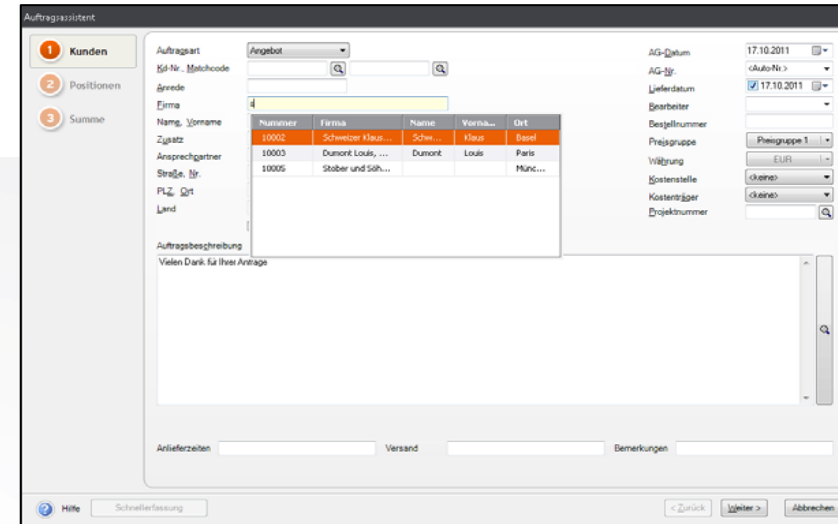 Auftragsassistent
1 Kunden
2 Positionen
3 Summe
Auftragsart Angebot
Kd-Nr., Matchcode
Anrede
Firma s
Name, Vorname
Zusatz
Ansprechpartner
Straße, Nr.
PLZ, Ort
Land
Nummer Firma Name Vorna... Ort
10002 Schweizer Klaus... Schw... Klaus Basel
10003 Dumont Louis, ... Dumont Louis Paris
10005 Stober und Söh... Münc...
AG-Datum 17.10.2011
AG-Nr. <Auto-Nr.>
Lieferdatum 17.10.2011
Bearbeiter
Bestellnummer
Preisgruppe Preisgruppe 1
Währung EUR
Kostenstelle <keine>
Kostenträger <keine>
Projektnummer
Auftragsbeschreibung
Vielen Dank für Ihrer Antrage
Anlieferzeiten Versand Bemerkungen
Hilfe Schnellerfassung < Zurück Weiter > Abbrechen